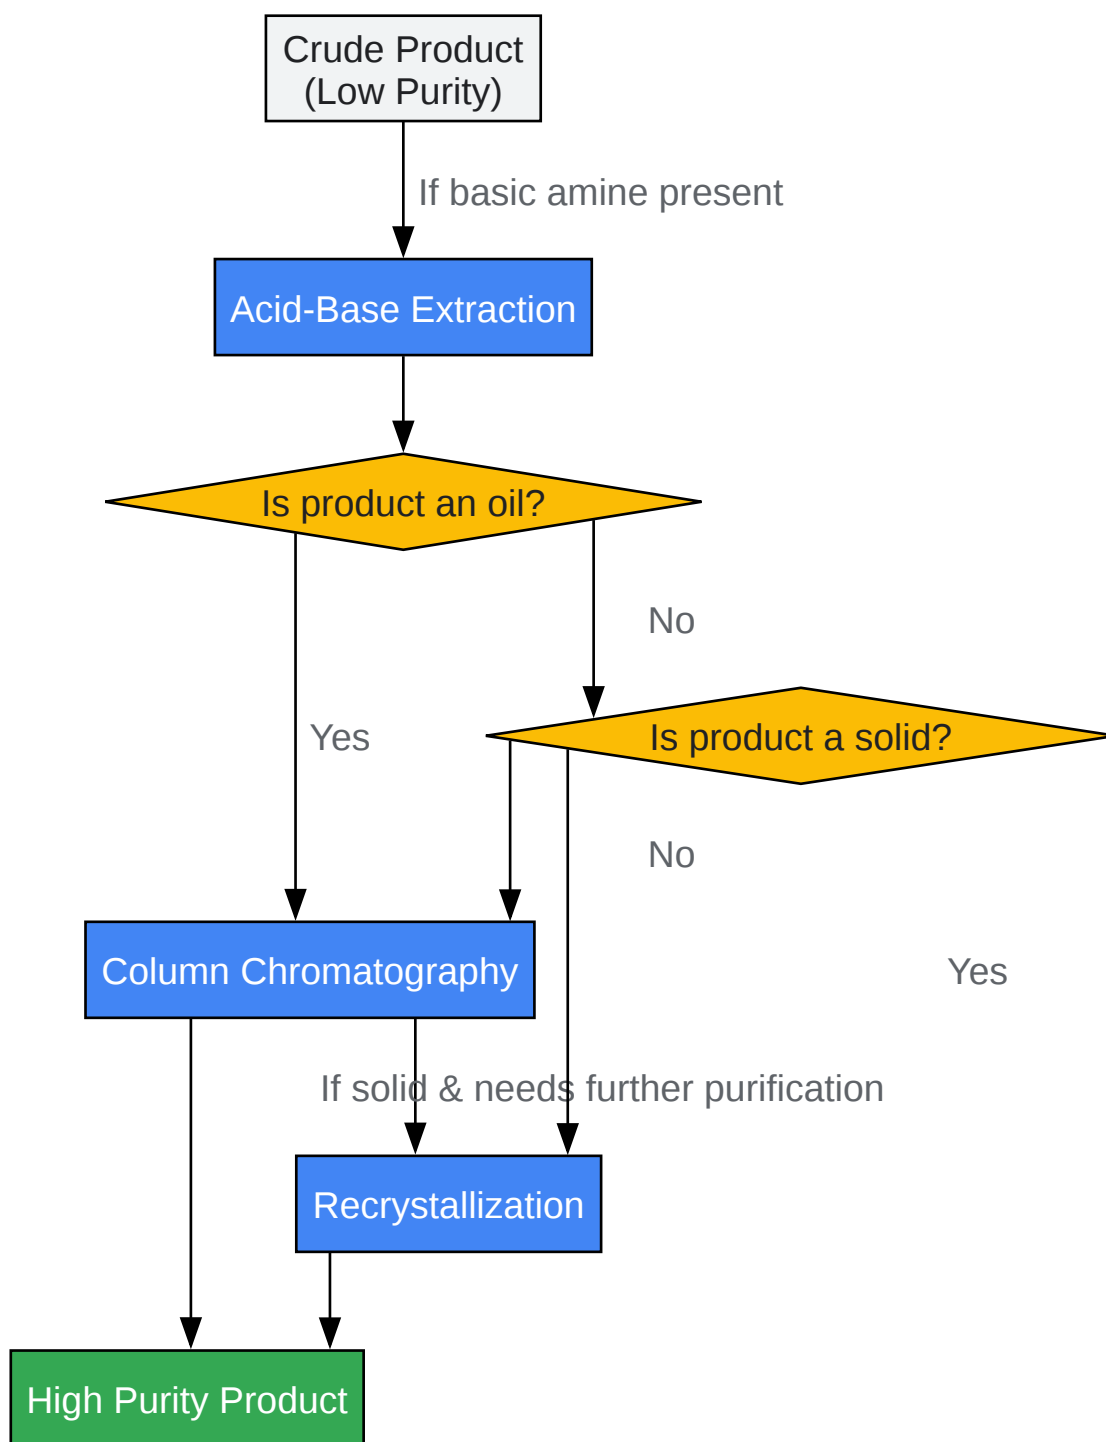 Crude Product
(Low Purity)
If basic amine present
Acid-Base Extraction
Is product an oil?
No
Yes
Is product a solid?
No
Column Chromatography
Yes
If solid & needs further purification
Recrystallization
High Purity Product